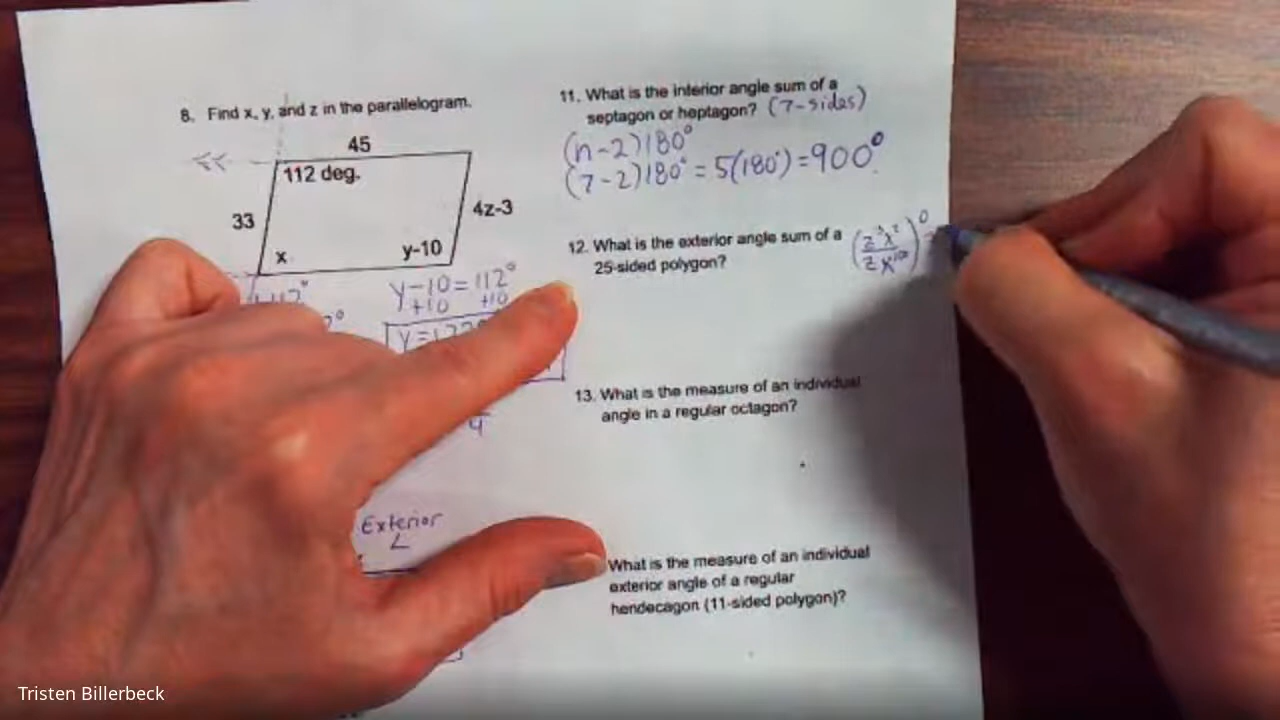 8. Find x, y, and z in the parallelogram.
45
112 deg.
33
4z-3
x
y-10
y-10=112°
+10 +10
Exterior
∠
11. What is the interior angle sum of a
septagon or heptagon? (7-sides)
(n-2)180°
(7-2)180° = 5(180°) = 900°
12. What is the exterior angle sum of a
25-sided polygon?
13. What is the measure of an individual
angle in a regular octagon?
What is the measure of an individual
exterior angle of a regular
hendecagon (11-sided polygon)?
Tristen Billerbeck